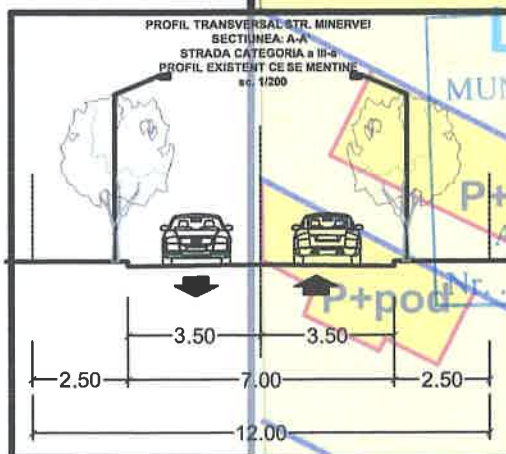 PROFIL TRANSVERSAL STR. MINERVEI
SECTIUNEA: A-A'
STRADA CATEGORIA a III-a
PROFIL EXISTENT CE SE MENTINE
sc. 1/200
MUN
P+
A
P+pod
Nr.
3.50 3.50
2.50 7.00 2.50
12.00